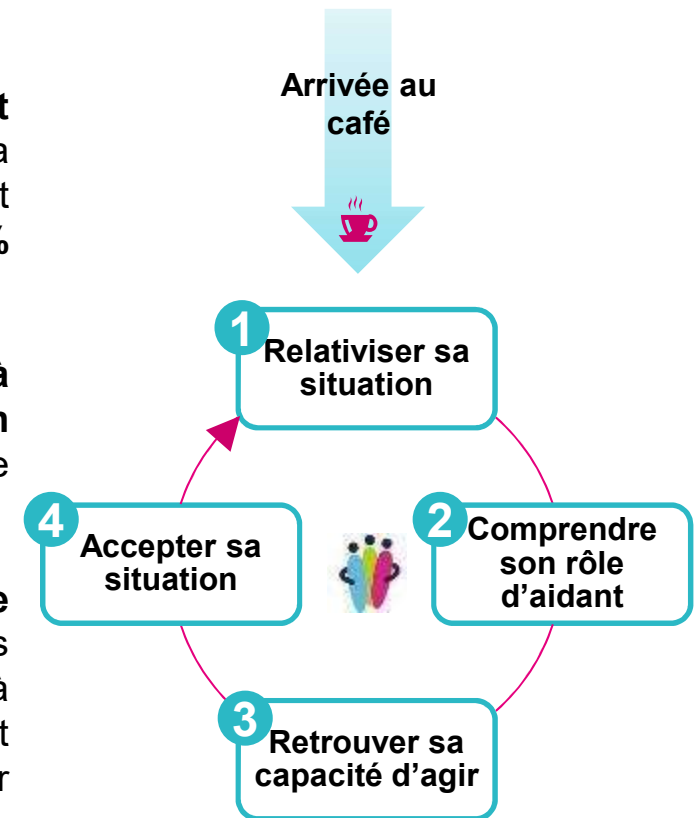 Arrivée au
café
t
a
t
%
1
Relativiser sa
situation
à
n
e
2
Comprendre
son rôle
d'aidant
4
Accepter sa
situation
e
s
à
t
r
3
Retrouver sa
capacité d'agir